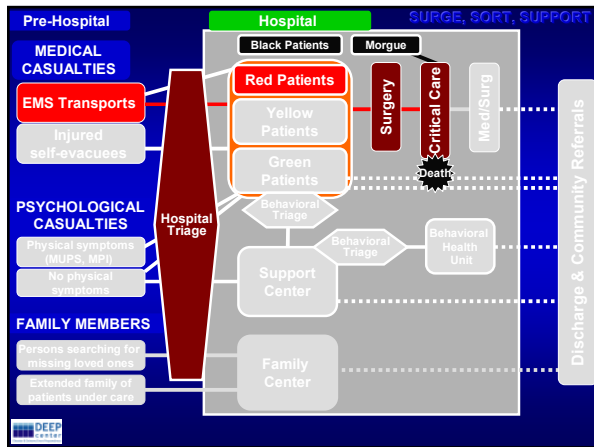 Pre-Hospital
Hospital
SURGE, SORT, SUPPORT
MEDICAL
CASUALTIES
Black Patients
Morgue
EMS Transports
Red Patients
Injured
self-evacuees
Yellow
Patients
Green
Patients
Surgery
Critical Care
Med/Surg
Death
Discharge & Community Referrals
Hospital
Triage
PSYCHOLOGICAL
CASUALTIES
Behavioral
Triage
Physical symptoms
(MUPS, MPI)
No physical
symptoms
Support
Center
Behavioral
Triage
Behavioral
Health
Unit
FAMILY MEMBERS
Persons searching for
missing loved ones
Extended family of
patients under care
Family
Center
DEEP
center